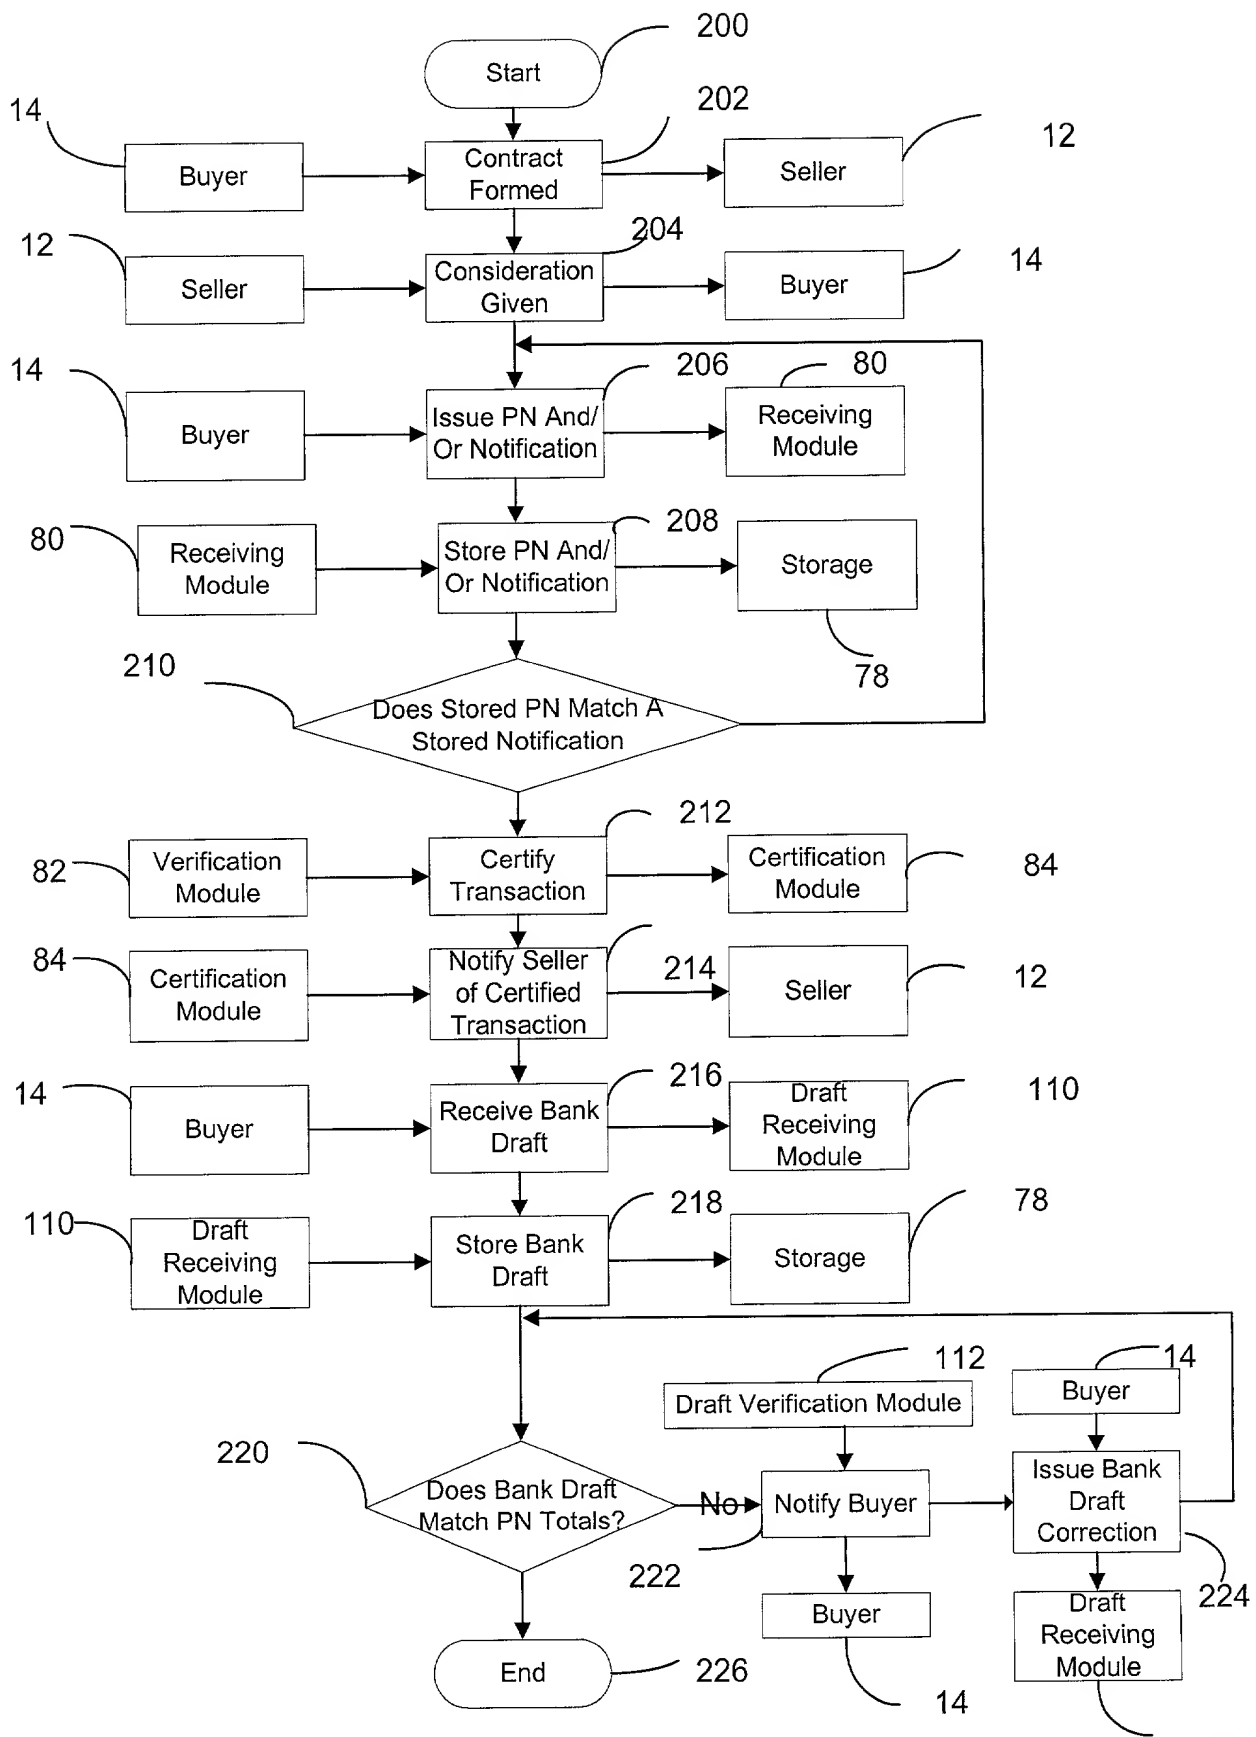 200
Start
14
202
Buyer
Contract
Formed
Seller
12
12
204
Seller
Consideration
Given
Buyer
14
14
206
80
Buyer
Issue PN And/
Or Notification
Receiving
Module
80
208
Receiving
Module
Store PN And/
Or Notification
Storage
78
210
Does Stored PN Match A
Stored Notification
212
82
Verification
Module
Certify
Transaction
Certification
Module
84
84
Certification
Module
Notify Seller
of Certified
Transaction
214
Seller
12
14
216
Buyer
Receive Bank
Draft
Draft
Receiving
Module
110
110
218
78
Draft
Receiving
Module
Store Bank
Draft
Storage
112
14
Draft Verification Module
Buyer
220
Does Bank Draft
Match PN Totals?
No
Notify Buyer
Issue Bank
Draft
Correction
222
224
Buyer
Draft
Receiving
Module
End
226
14